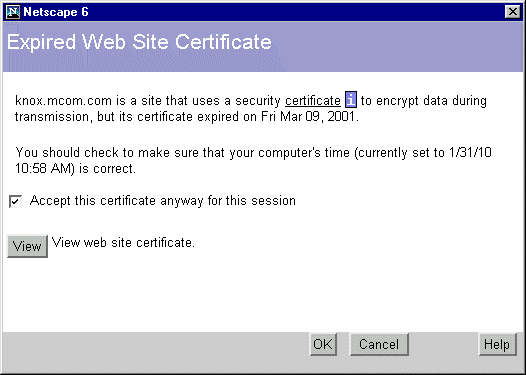 Netscape 6
Expired Web Site Certificate
knox.mcom.com is a site that uses a security certificate i to encrypt data during
transmission, but its certificate expired on Fri Mar 09, 2001.
You should check to make sure that your computer's time (currently set to 1/31/10
10:58 AM) is correct.
Accept this certificate anyway for this session
View View web site certificate.
OK Cancel Help